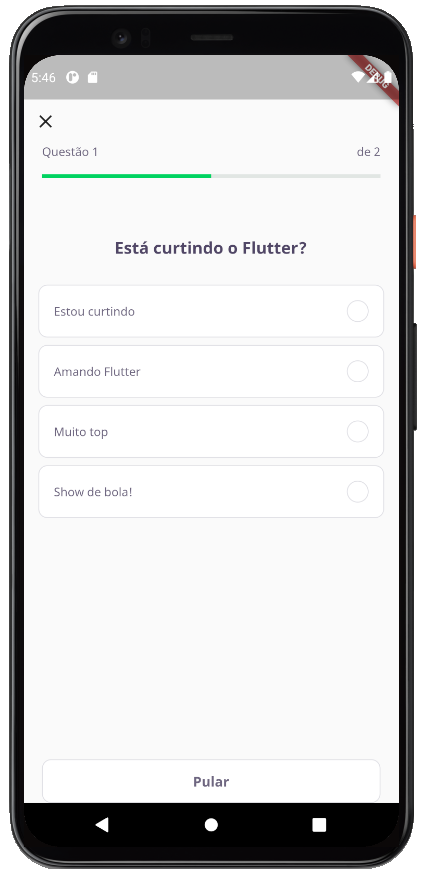 5:46
DEBUG
Questão 1
de 2
Está curtindo o Flutter?
Estou curtindo
Amando Flutter
Muito top
Show de bola!
Pular